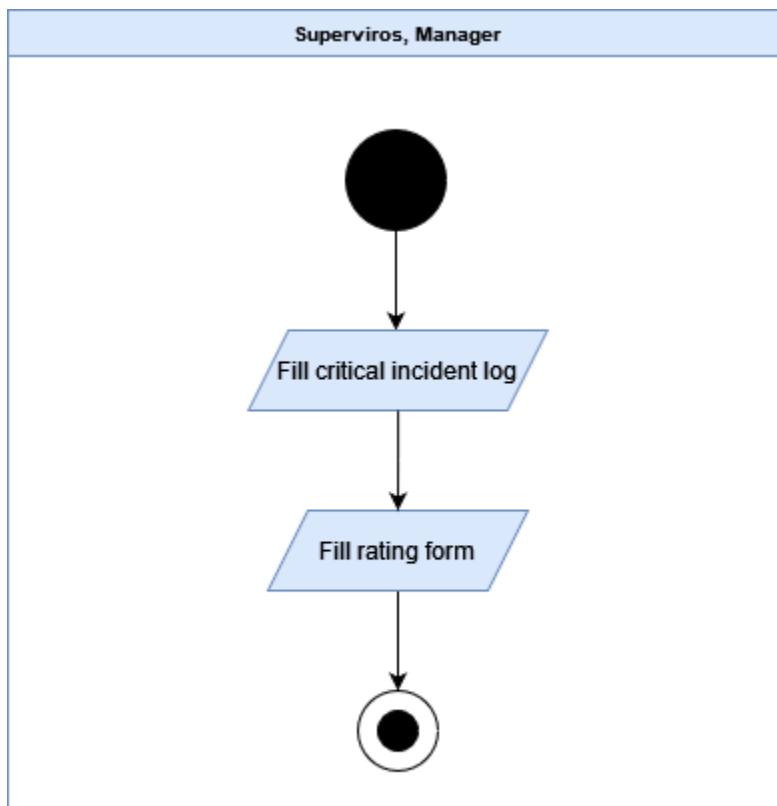 Superviros, Manager
Fill critical incident log
Fill rating form